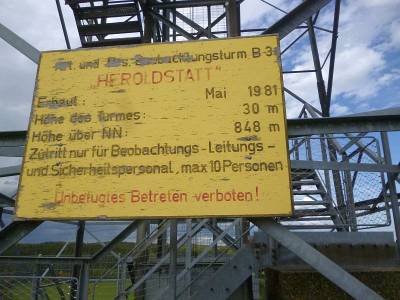 Art. und Aufs. Beobachtungsturm B 3
„HEROLDSTATT"
Erbaut: Mai 1981
Höhe des Turmes: 30 m
Höhe über NN: 848 m
Zutritt nur für Beobachtungs-, Leitungs-
und Sicherheitspersonal, max 10 Personen
Unbefugtes Betreten verboten!